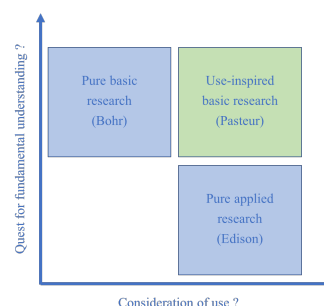 Quest for fundamental understanding ?
Pure basic
research
(Bohr)
Use-inspired
basic research
(Pasteur)
Pure applied
research
(Edison)
Consideration of use ?